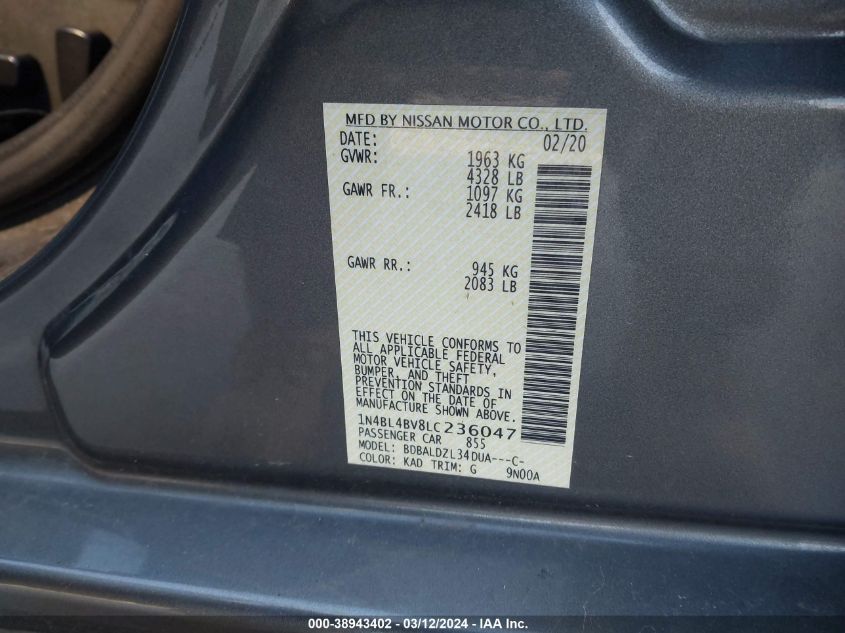 MFD BY NISSAN MOTOR CO., LTD.
DATE: 02/20
GVWR: 1963 KG
4328 LB
GAWR FR.: 1097 KG
2418 LB
GAWR RR.: 945 KG
2083 LB
THIS VEHICLE CONFORMS TO
ALL APPLICABLE FEDERAL
MOTOR VEHICLE SAFETY,
BUMPER, AND THEFT
PREVENTION STANDARDS IN
EFFECT ON THE DATE OF
MANUFACTURE SHOWN ABOVE.
1N4BL4BV8LC236047
PASSENGER CAR 855
MODEL: BDBALDZL34DUA---C-
COLOR: KAD TRIM: G 9N00A
000-38943402 - 03/12/2024 - IAA Inc.